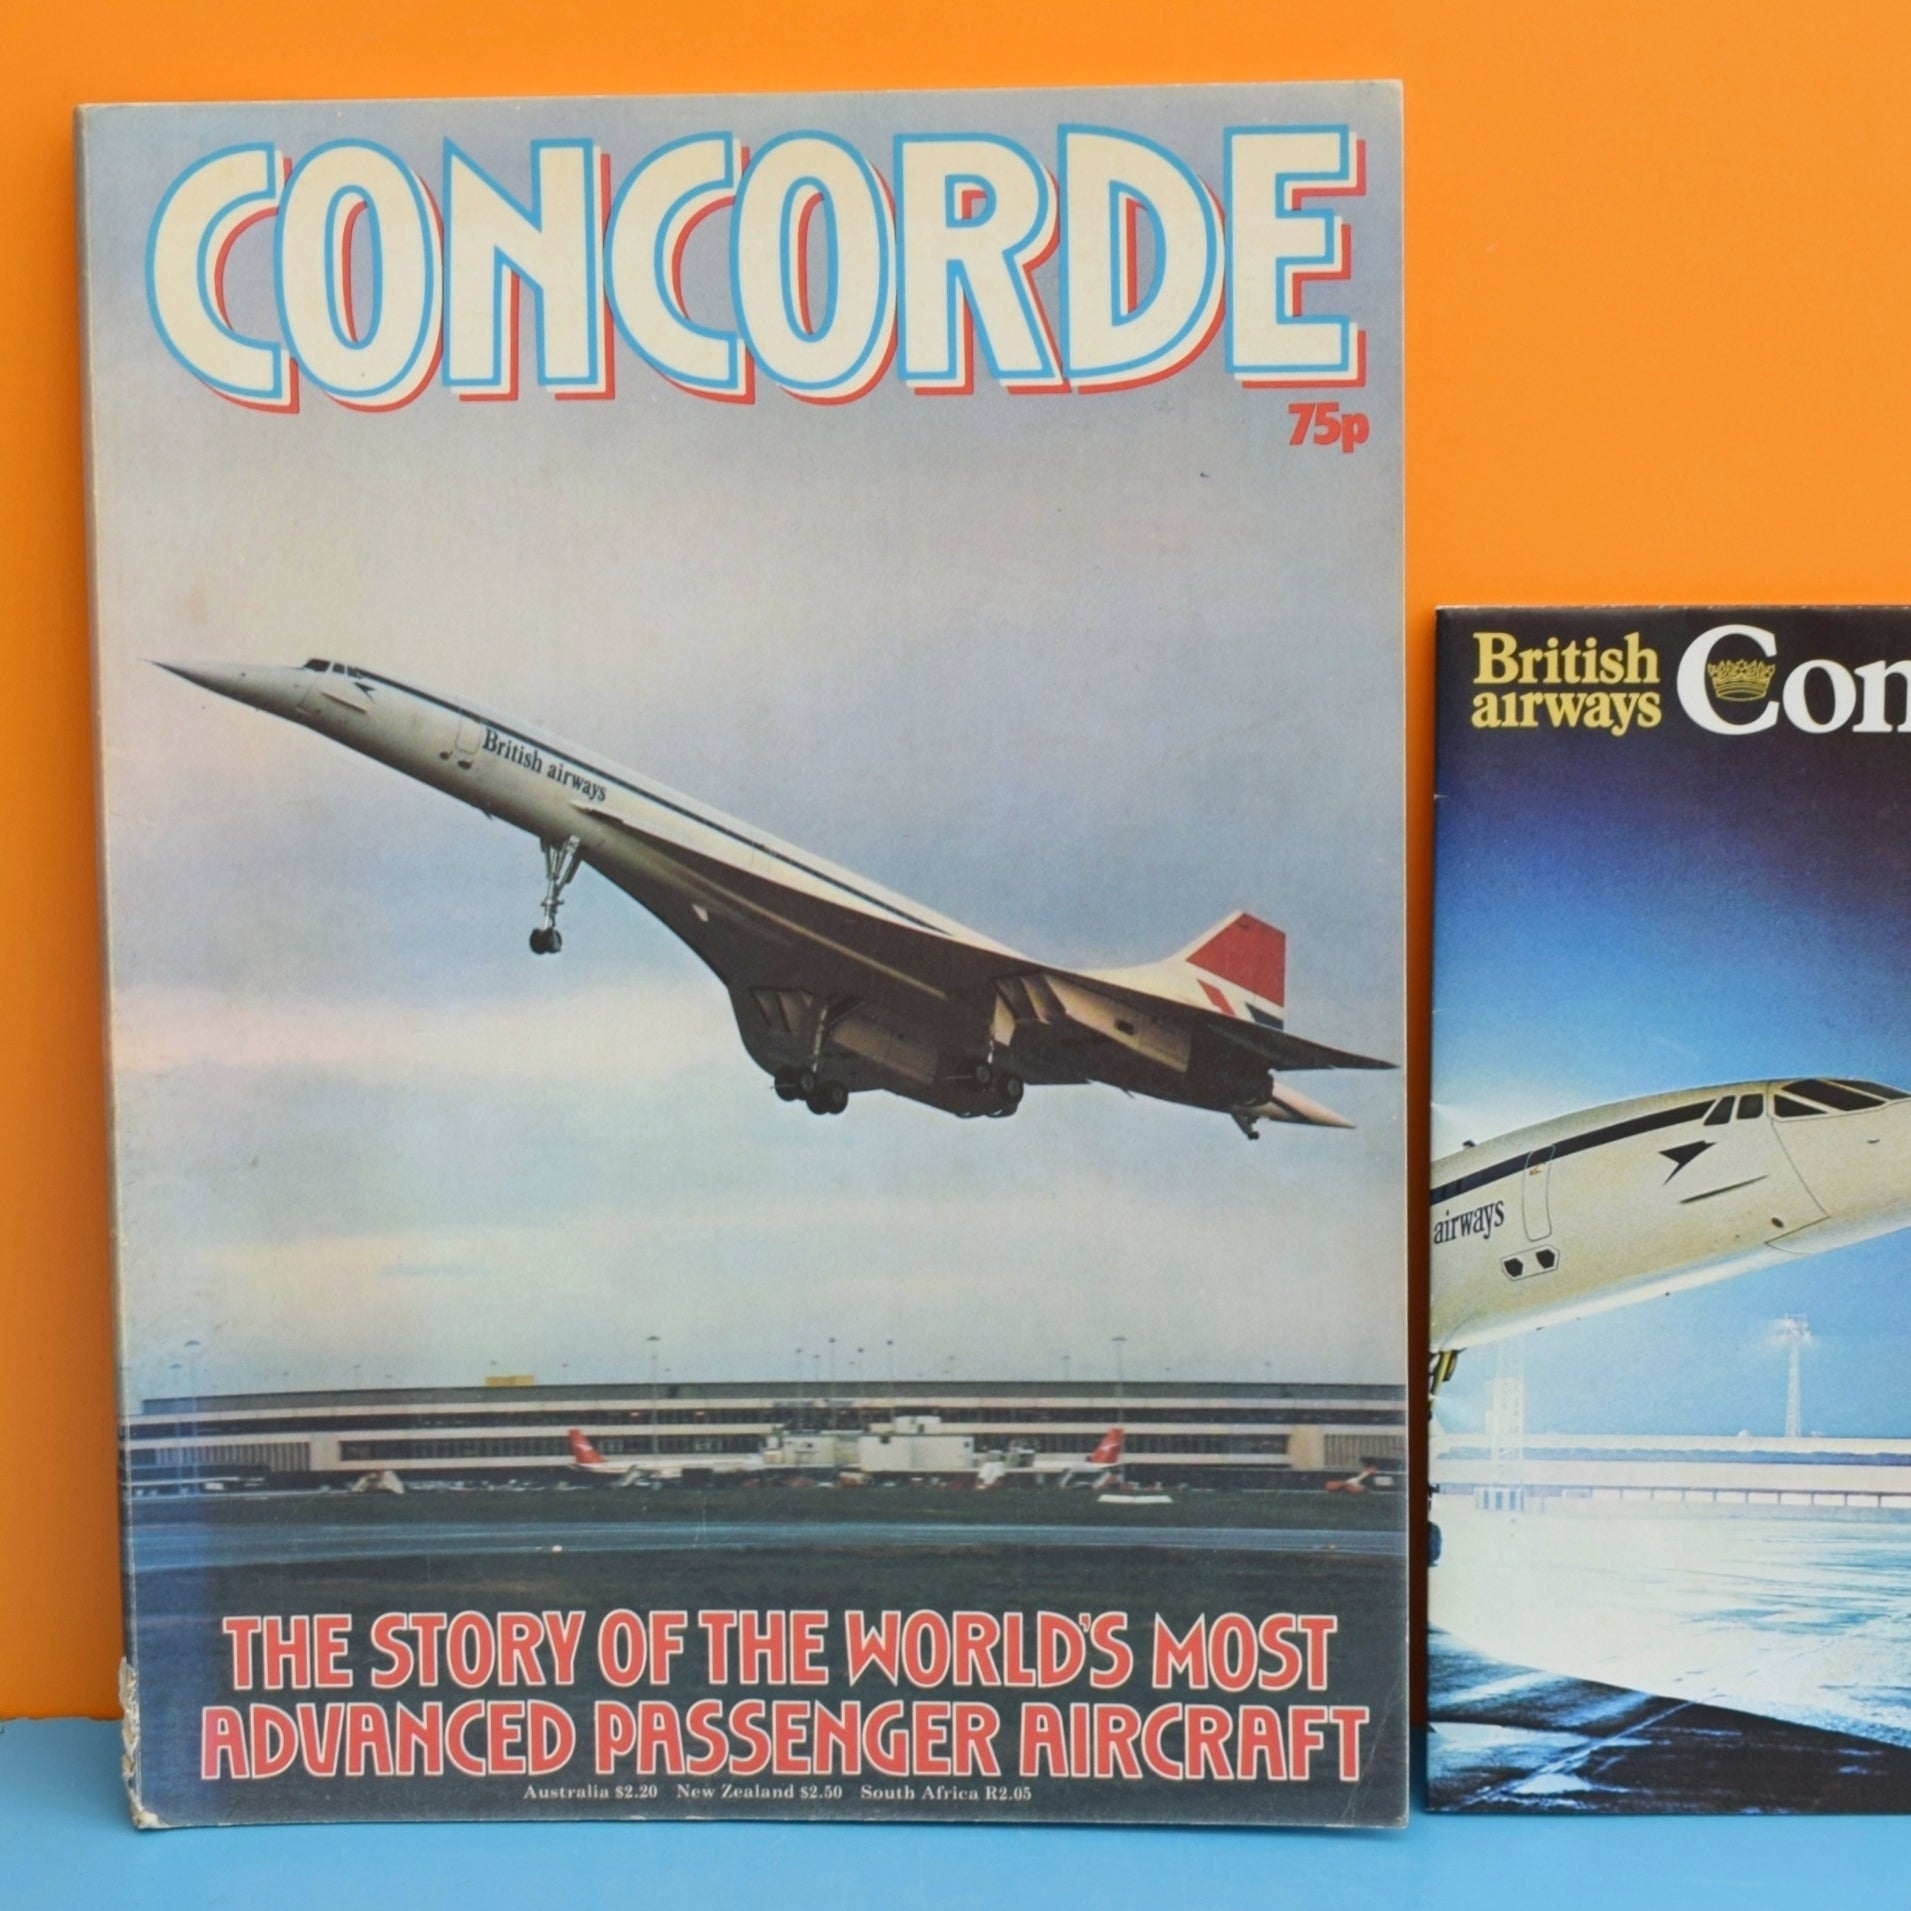 CONCORDE
75p
British airways
THE STORY OF THE WORLD'S MOST
ADVANCED PASSENGER AIRCRAFT
Australia $2.20 New Zealand $2.50 South Africa R2.05
British
airways
Con
airways